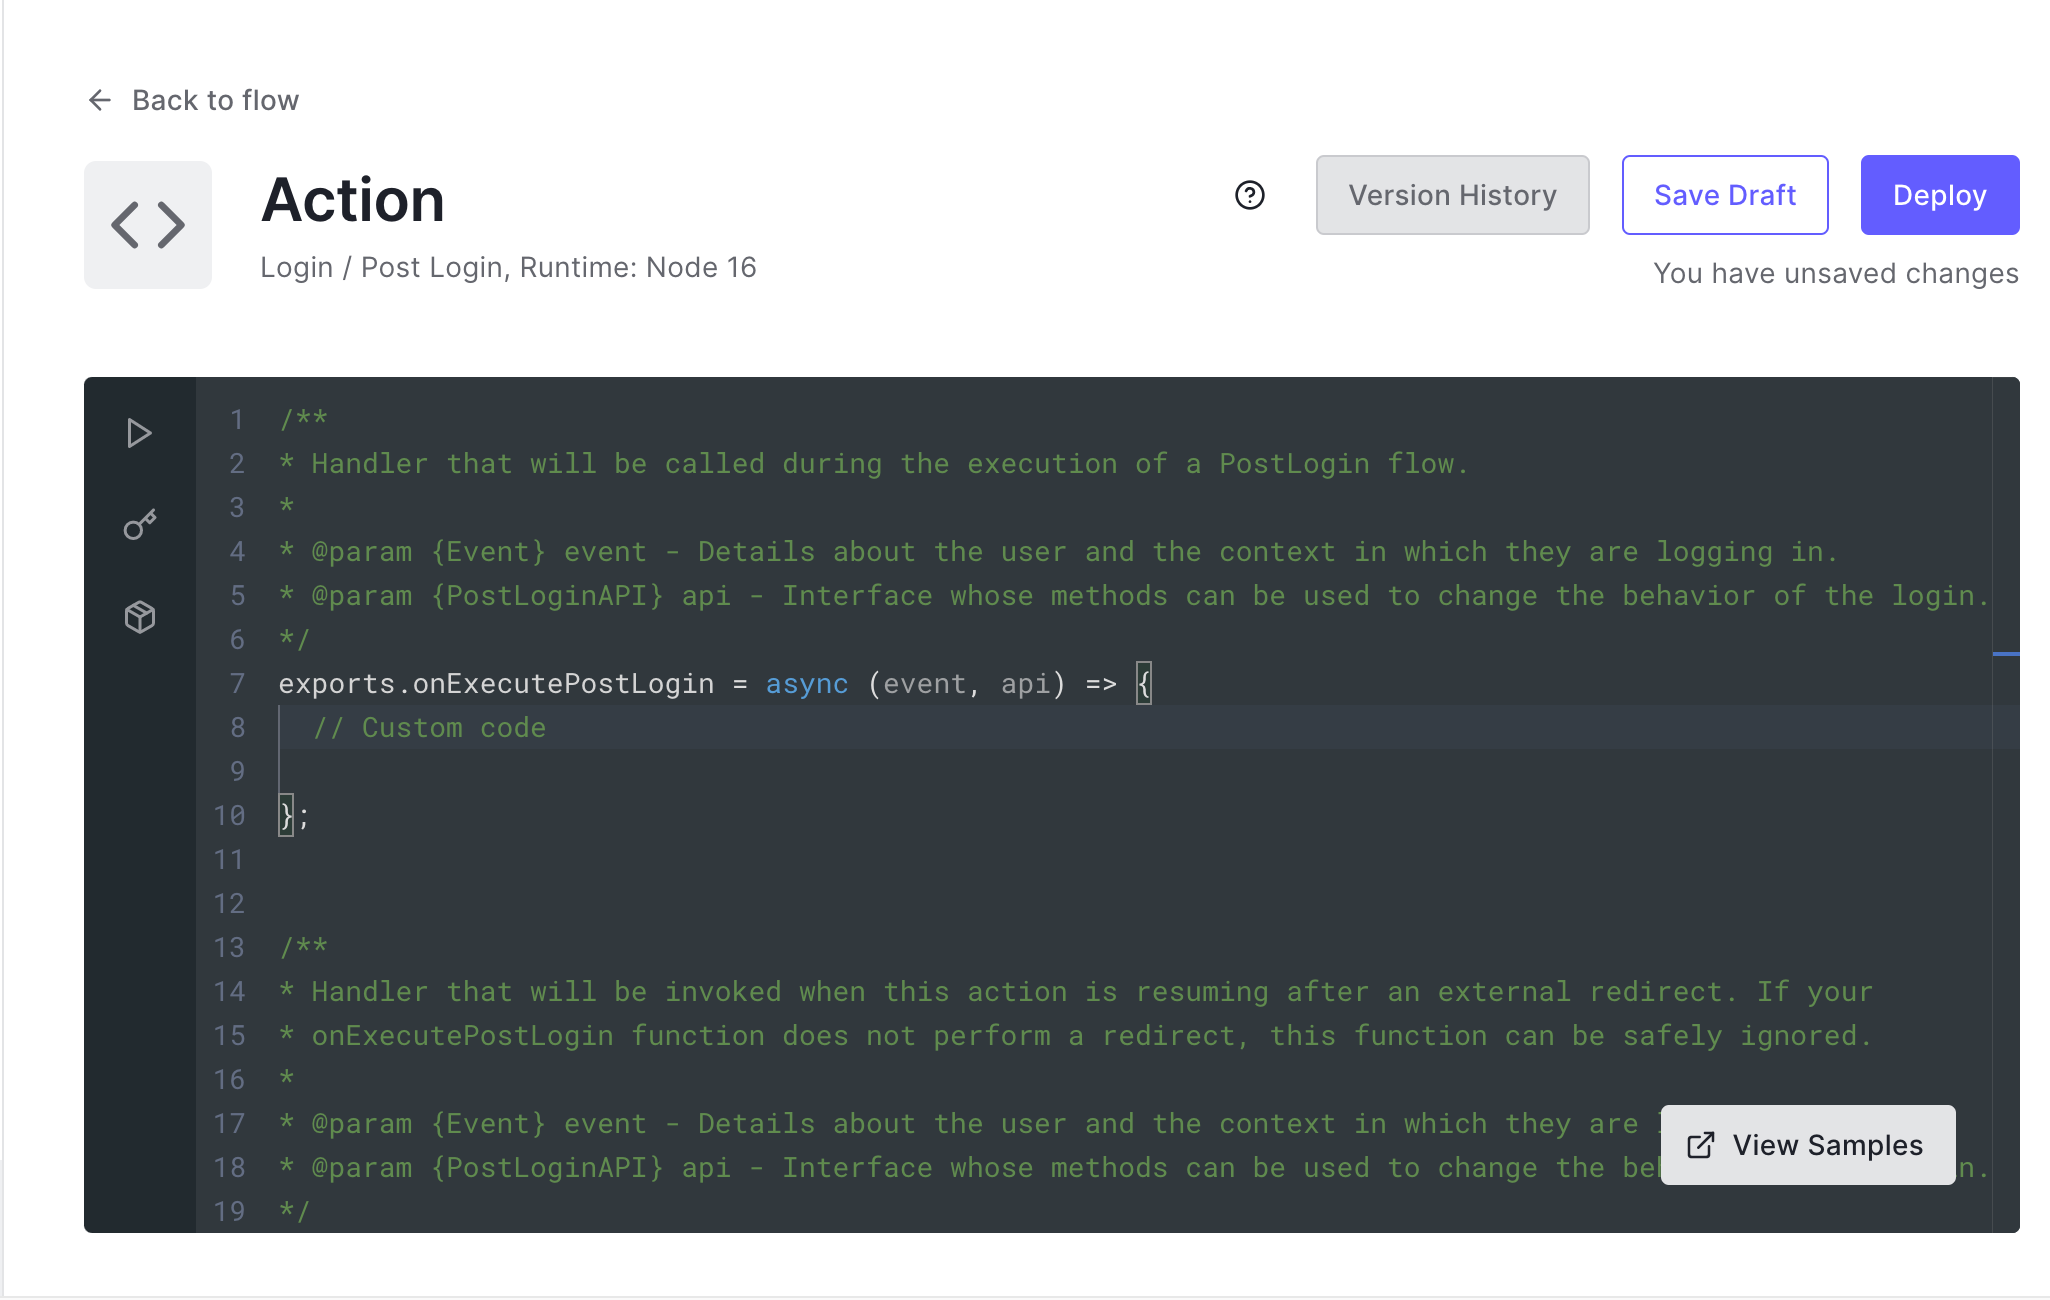 Back to flow
Action
Login / Post Login, Runtime: Node 16
Version History
Save Draft
Deploy
You have unsaved changes
1 /**
2 * Handler that will be called during the execution of a PostLogin flow.
3 *
4 * @param {Event} event - Details about the user and the context in which they are logging in.
5 * @param {PostLoginAPI} api - Interface whose methods can be used to change the behavior of the login.
6 */
7 exports.onExecutePostLogin = async (event, api) => {
8 // Custom code
9
10 };
11
12
13 /**
14 * Handler that will be invoked when this action is resuming after an external redirect. If your
15 * onExecutePostLogin function does not perform a redirect, this function can be safely ignored.
16 *
17 * @param {Event} event - Details about the user and the context in which they are
18 * @param {PostLoginAPI} api - Interface whose methods can be used to change the
19 */
View Samples